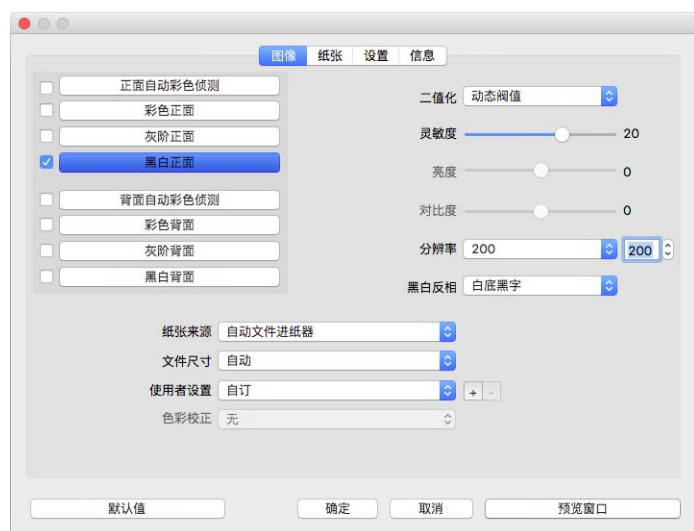 图像 纸张 设置 信息
正面自动彩色侦测
彩色正面
灰阶正面
黑白正面
背面自动彩色侦测
彩色背面
灰阶背面
黑白背面
二值化 动态阀值
灵敏度 20
亮度 0
对比度 0
分辨率 200 200
黑白反相 白底黑字
纸张来源 自动文件进纸器
文件尺寸 自动
使用者设置 自订 + -
色彩校正 无
默认值 确定 取消 预览窗口